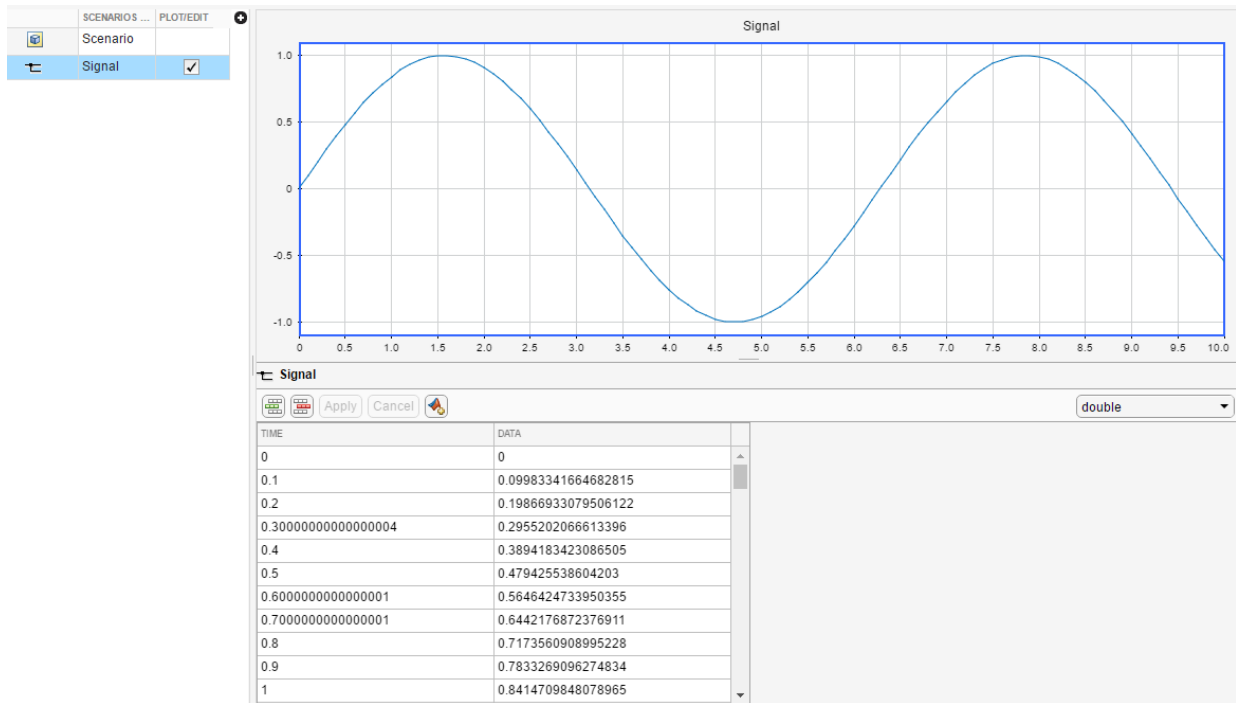 SCENARIOS ... PLOT/EDIT
Scenario
Signal
Signal
1.0
0.5
0
-0.5
-1.0
0 0.5 1.0 1.5 2.0 2.5 3.0 3.5 4.0 4.5 5.0 5.5 6.0 6.5 7.0 7.5 8.0 8.5 9.0 9.5 10.0
Signal
Apply Cancel double
TIME DATA
0 0
0.1 0.09983341664682815
0.2 0.19866933079506122
0.30000000000000004 0.2955202066613396
0.4 0.3894183423086505
0.5 0.479425538604203
0.6000000000000001 0.5646424733950355
0.7000000000000001 0.6442176872376911
0.8 0.7173560908995228
0.9 0.7833269096274834
1 0.8414709848078965